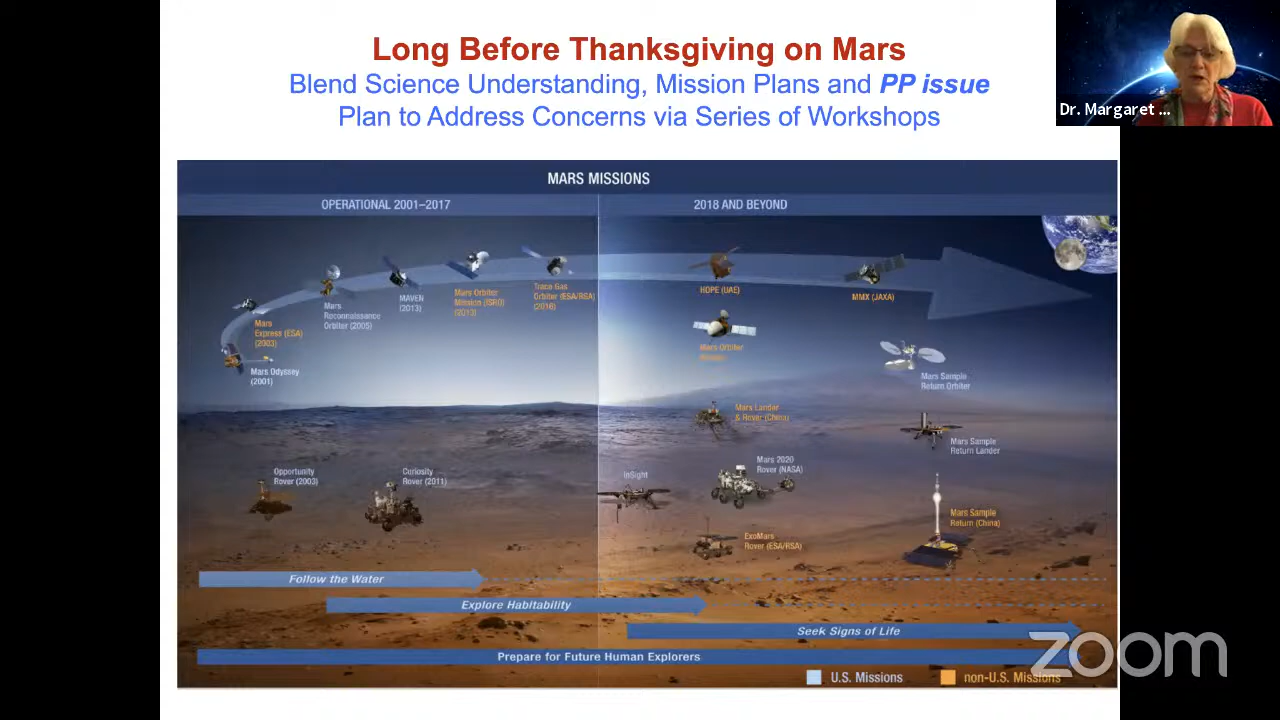 Long Before Thanksgiving on Mars
Blend Science Understanding, Mission Plans and PP issue
Plan to Address Concerns via Series of Workshops
Dr. Margaret ...
MARS MISSIONS
OPERATIONAL 2001–2017
2018 AND BEYOND
Mars
Express (ESA)
(2003)
Mars Odyssey
(2001)
Mars
Reconnaissance
Orbiter (2005)
MAVEN
(2013)
Mars Orbiter
Mission (ISRO)
(2013)
Trace Gas
Orbiter (ESA/RSA)
(2016)
HOPE (UAE)
MMX (JAXA)
Mars Orbiter
Mars Sample
Return Orbiter
Mars Lander
& Rover (China)
Mars Sample
Return Lander
Opportunity
Rover (2003)
Curiosity
Rover (2011)
InSight
Mars 2020
Rover (NASA)
Mars Sample
Return (China)
ExoMars
Rover (ESA/RSA)
Follow the Water
Explore Habitability
Seek Signs of Life
Prepare for Future Human Explorers
U.S. Missions
non-U.S. Missions
zoom